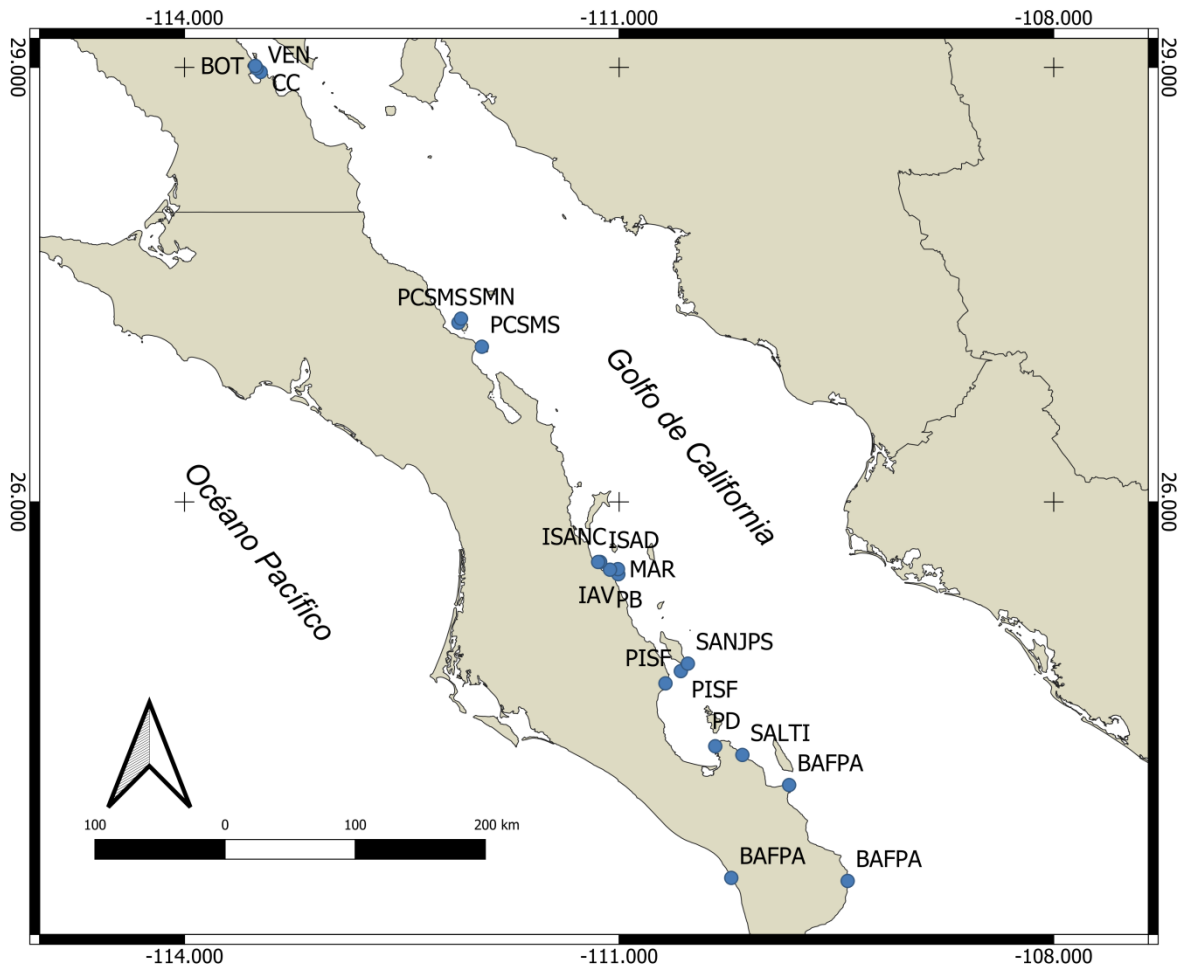 -114.000
-111.000
-108.000
29.000
29.000
BOT
VEN
CC
PCSMS
SMN
PCSMS
Golfo de California
26.000
26.000
Océano Pacífico
ISANC
ISAD
MAR
IAV
PB
SANJPS
PISF
PISF
PD
SALTI
BAFPA
100
0
100
200 km
BAFPA
BAFPA
-114.000
-111.000
-108.000